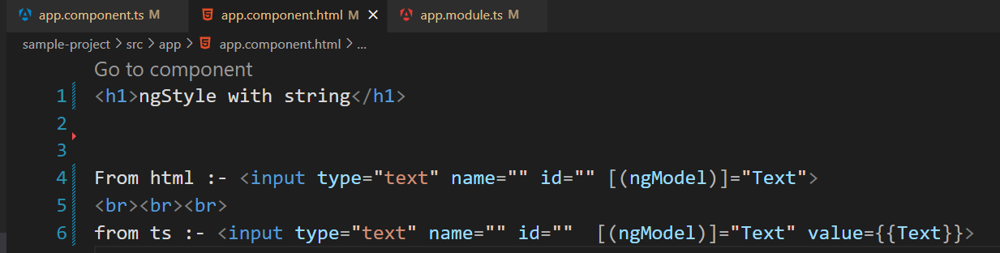 app.component.ts M app.component.html M app.module.ts M
sample-project > src > app > app.component.html > ...
Go to component
1 <h1>ngStyle with string</h1>
2
3
4 From html :- <input type="text" name="" id="" [(ngModel)]="Text">
5 <br><br><br>
6 from ts :- <input type="text" name="" id=""  [(ngModel)]="Text" value={{Text}}>